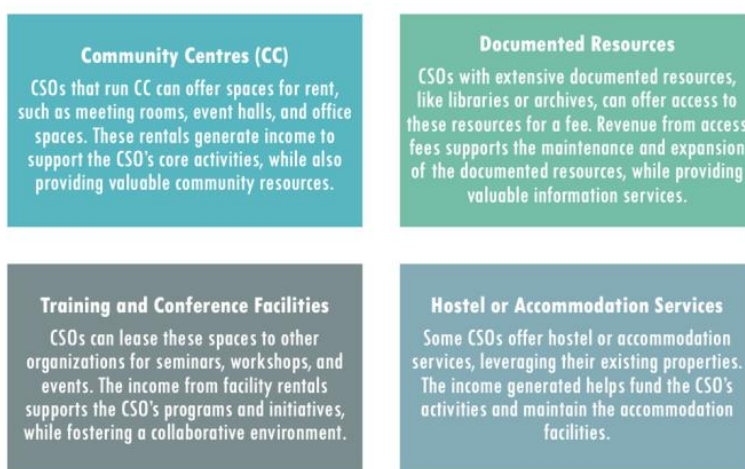 Community Centres (CC)
CSOs that run CC can offer spaces for rent,
such as meeting rooms, event halls, and office
spaces. These rentals generate income to
support the CSO's core activities, while also
providing valuable community resources.
Documented Resources
CSOs with extensive documented resources,
like libraries or archives, can offer access to
these resources for a fee. Revenue from access
fees supports the maintenance and expansion
of the documented resources, while providing
valuable information services.
Training and Conference Facilities
CSOs can lease these spaces to other
organizations for seminars, workshops, and
events. The income from facility rentals
supports the CSO's programs and initiatives,
while fostering a collaborative environment.
Hostel or Accommodation Services
Some CSOs offer hostel or accommodation
services, leveraging their existing properties.
The income generated helps fund the CSO's
activities and maintain the accommodation
facilities.